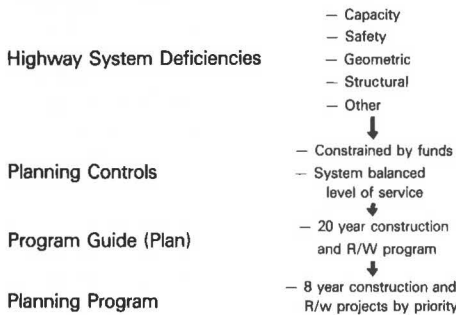 — Capacity
— Safety
Highway System Deficiencies
— Geometric
— Structural
— Other
— Constrained by funds
Planning Controls
— System balanced
level of service
Program Guide (Plan)
— 20 year construction
and R/W program
Planning Program
— 8 year construction and
R/w projects by priority